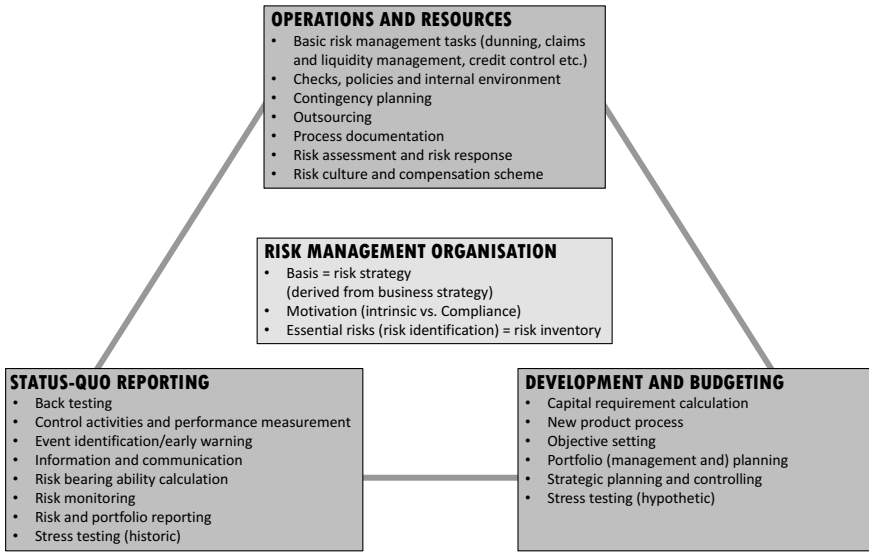 OPERATIONS AND RESOURCES
• Basic risk management tasks (dunning, claims
and liquidity management, credit control etc.)
• Checks, policies and internal environment
• Contingency planning
• Outsourcing
• Process documentation
• Risk assessment and risk response
• Risk culture and compensation scheme
RISK MANAGEMENT ORGANISATION
• Basis = risk strategy
(derived from business strategy)
• Motivation (intrinsic vs. Compliance)
• Essential risks (risk identification) = risk inventory
STATUS-QUO REPORTING
• Back testing
• Control activities and performance measurement
• Event identification/early warning
• Information and communication
• Risk bearing ability calculation
• Risk monitoring
• Risk and portfolio reporting
• Stress testing (historic)
DEVELOPMENT AND BUDGETING
• Capital requirement calculation
• New product process
• Objective setting
• Portfolio (management and) planning
• Strategic planning and controlling
• Stress testing (hypothetic)